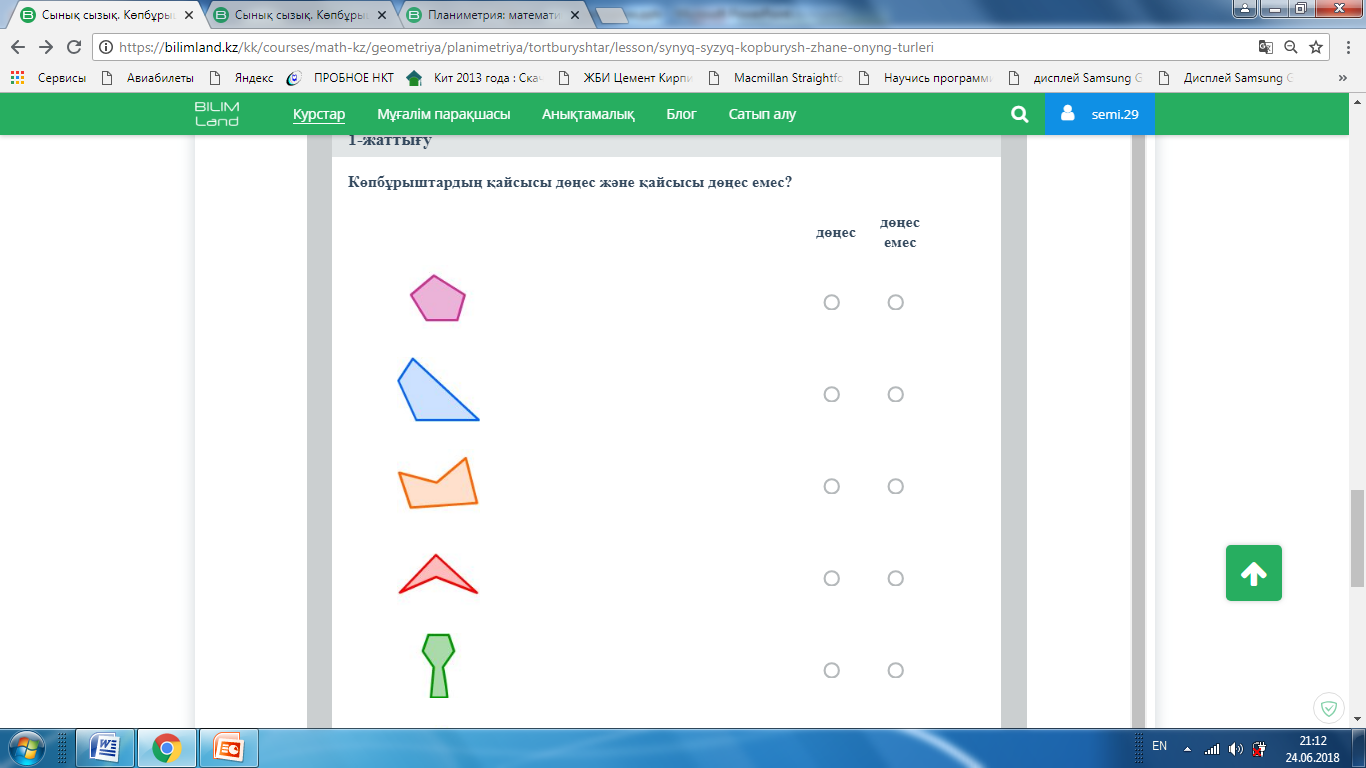 Сынық сызық. Көпбұрыш
Сынық сызық. Көпбұрыш
Планиметрия: математи
https://bilimland.kz/kk/courses/math-kz/geometriya/planimetriya/tortburyshtar/lesson/synyq-syzyq-kopburysh-zhane-onyng-turleri
Сервисы Авиабилеты Яндекс ПРОБНОЕ НКТ Кит 2013 года : Скач ЖБИ Цемент Кирпи Macmillan Straightfo Научись программи дисплей Samsung G Дисплей Samsung G
BILIM Land
Курстар Мұғалім парақшасы Анықтамалық Блог Сатып алу semi.29
1-жаттығу
Көпбұрыштардың қайсысы дөңес және қайсысы дөңес емес?
дөңес
дөңес
емес
EN
21:12
24.06.2018